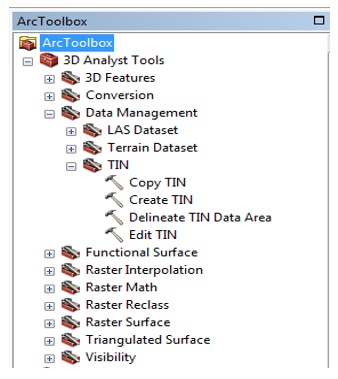 ArcToolbox
ArcToolbox
3D Analyst Tools
3D Features
Conversion
Data Management
LAS Dataset
Terrain Dataset
TIN
Copy TIN
Create TIN
Delineate TIN Data Area
Edit TIN
Functional Surface
Raster Interpolation
Raster Math
Raster Reclass
Raster Surface
Triangulated Surface
Visibility